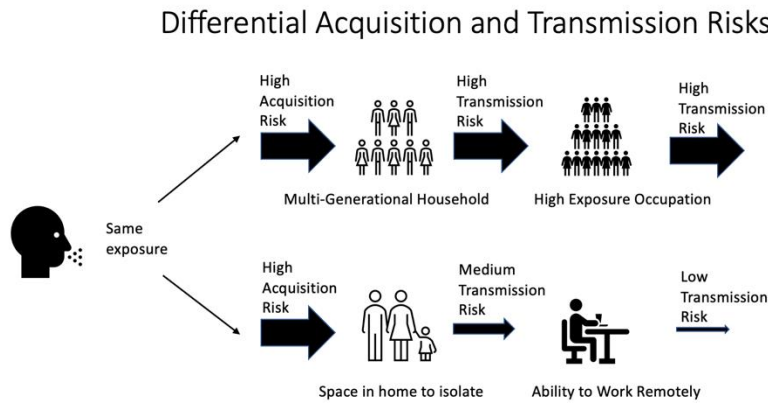 Differential Acquisition and Transmission Risks
High
Acquisition
Risk
High
Transmission
Risk
High
Transmission
Risk
Multi-Generational Household
High Exposure Occupation
Same
exposure
High
Acquisition
Risk
Medium
Transmission
Risk
Low
Transmission
Risk
Space in home to isolate
Ability to Work Remotely